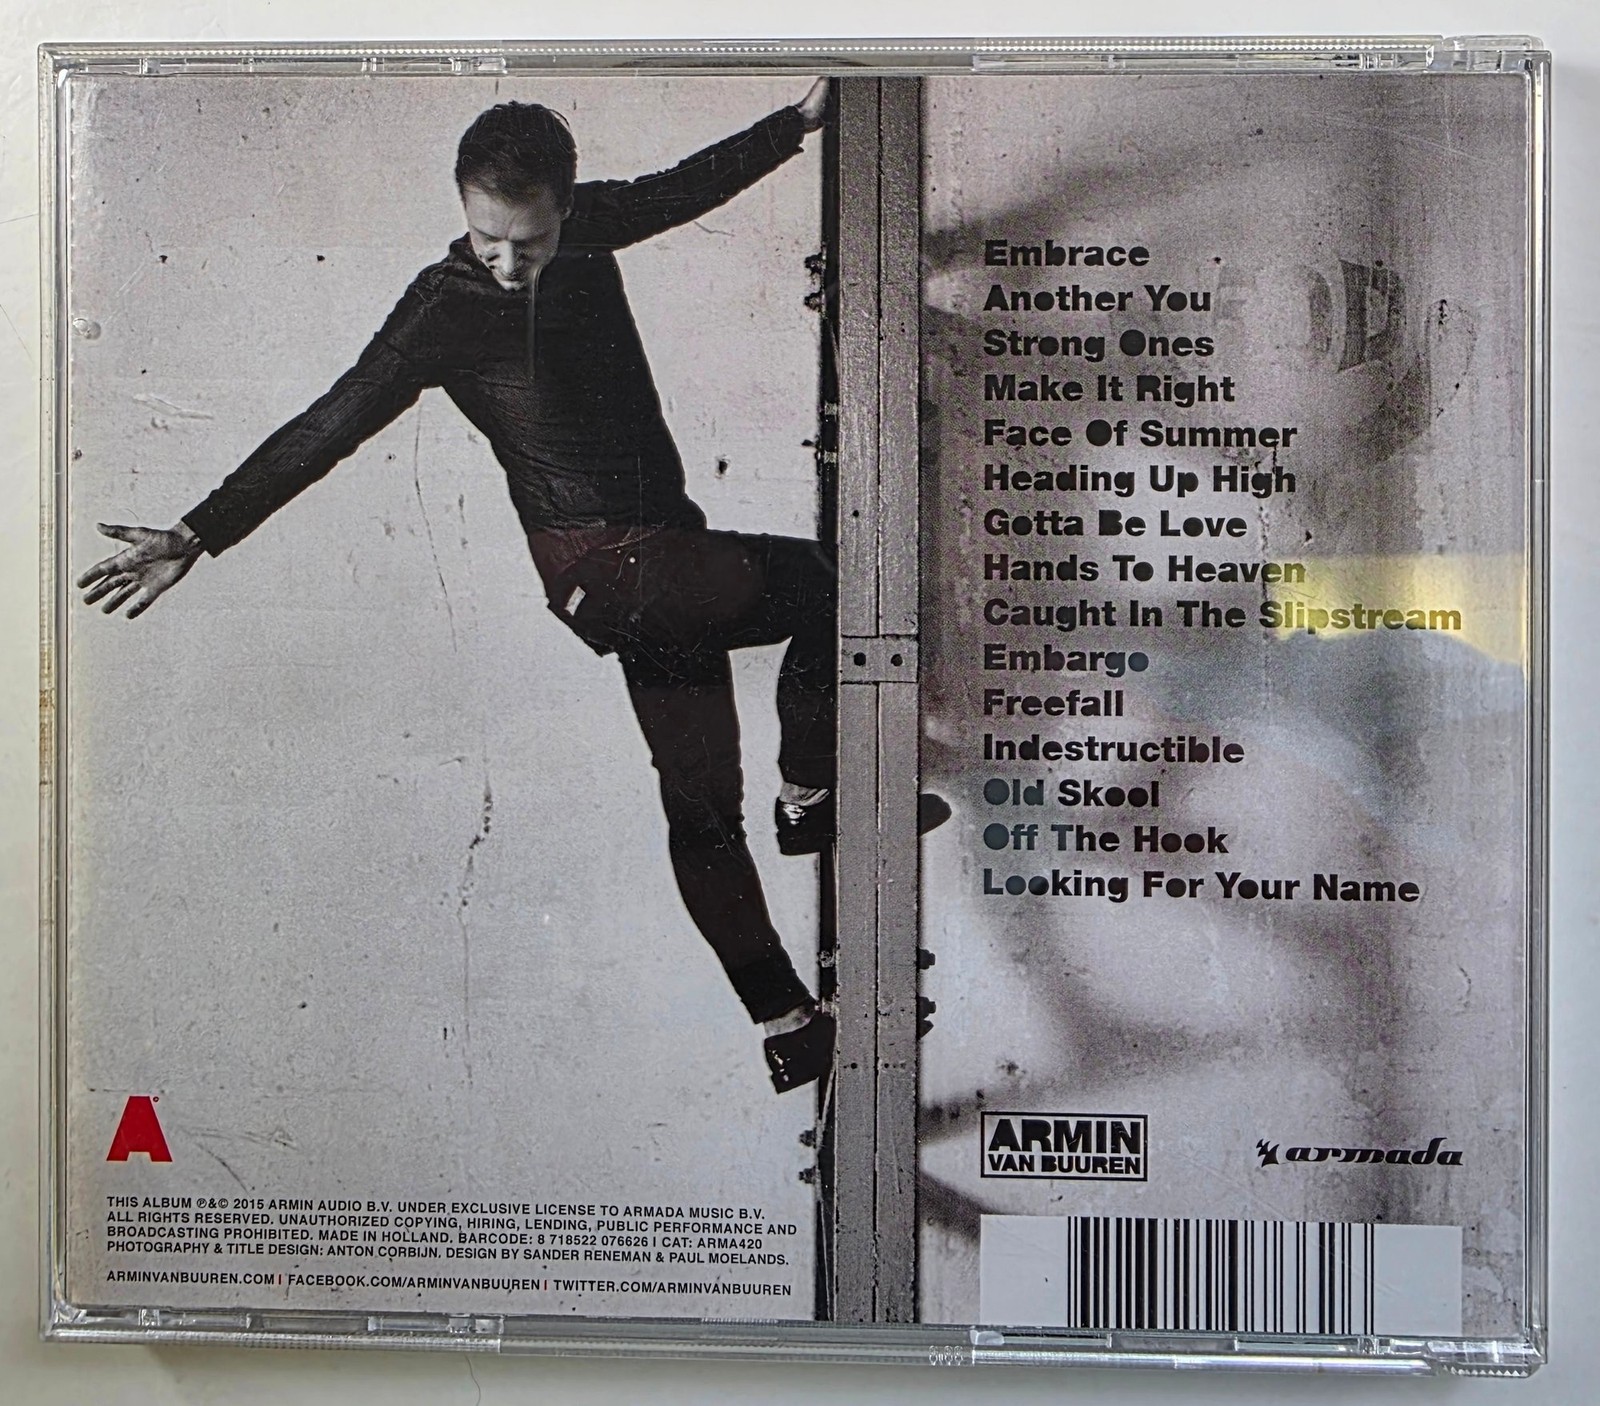 Embrace
Another You
Strong Ones
Make It Right
Face Of Summer
Heading Up High
Gotta Be Love
Hands To Heaven
Caught In The Slipstream
Embargo
Freefall
Indestructible
Old Skool
Off The Hook
Looking For Your Name
A
ARMIN
VAN BUUREN
armada
THIS ALBUM ℗&© 2015 ARMIN AUDIO B.V. UNDER EXCLUSIVE LICENSE TO ARMADA MUSIC B.V.
ALL RIGHTS RESERVED. UNAUTHORIZED COPYING, HIRING, LENDING, PUBLIC PERFORMANCE AND
BROADCASTING PROHIBITED. MADE IN HOLLAND. BARCODE: 8 718522 076626 | CAT: ARMA420
PHOTOGRAPHY & TITLE DESIGN: ANTON CORBIJN. DESIGN BY SANDER RENEMAN & PAUL MOELANDS.
ARMINVANBUUREN.COM | FACEBOOK.COM/ARMINVANBUUREN | TWITTER.COM/ARMINVANBUUREN